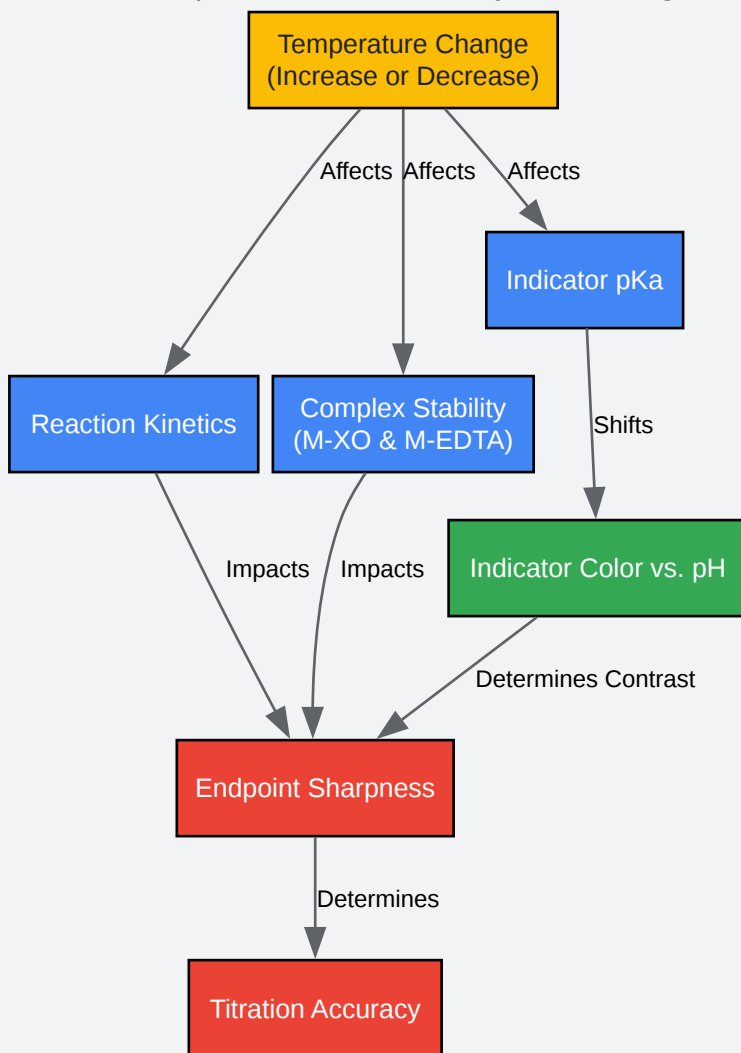 Temperature Change
(Increase or Decrease)
Affects
Affects
Affects
Indicator pKa
Reaction Kinetics
Complex Stability
(M-XO & M-EDTA)
Shifts
Indicator Color vs. pH
Impacts
Impacts
Determines Contrast
Endpoint Sharpness
Determines
Titration Accuracy